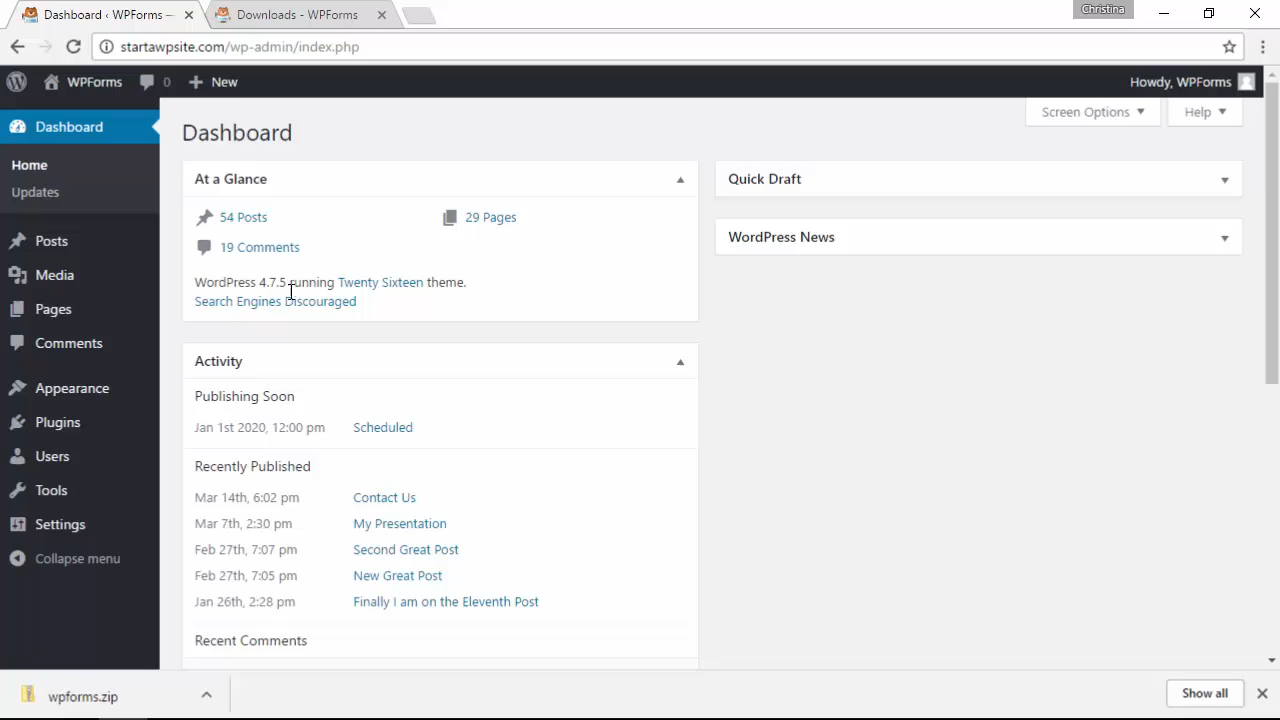 Dashboard ‹ WPForms —
Downloads - WPForms
Christina
startawpsite.com/wp-admin/index.php
WPForms
0
New
Howdy, WPForms
Dashboard
Home
Updates
Posts
Media
Pages
Comments
Appearance
Plugins
Users
Tools
Settings
Collapse menu
Screen Options
Help
Dashboard
At a Glance
54 Posts
29 Pages
19 Comments
WordPress 4.7.5 running Twenty Sixteen theme.
Search Engines Discouraged
Quick Draft
WordPress News
Activity
Publishing Soon
Jan 1st 2020, 12:00 pm Scheduled
Recently Published
Mar 14th, 6:02 pm Contact Us
Mar 7th, 2:30 pm My Presentation
Feb 27th, 7:07 pm Second Great Post
Feb 27th, 7:05 pm New Great Post
Jan 26th, 2:28 pm Finally I am on the Eleventh Post
Recent Comments
wpforms.zip
Show all